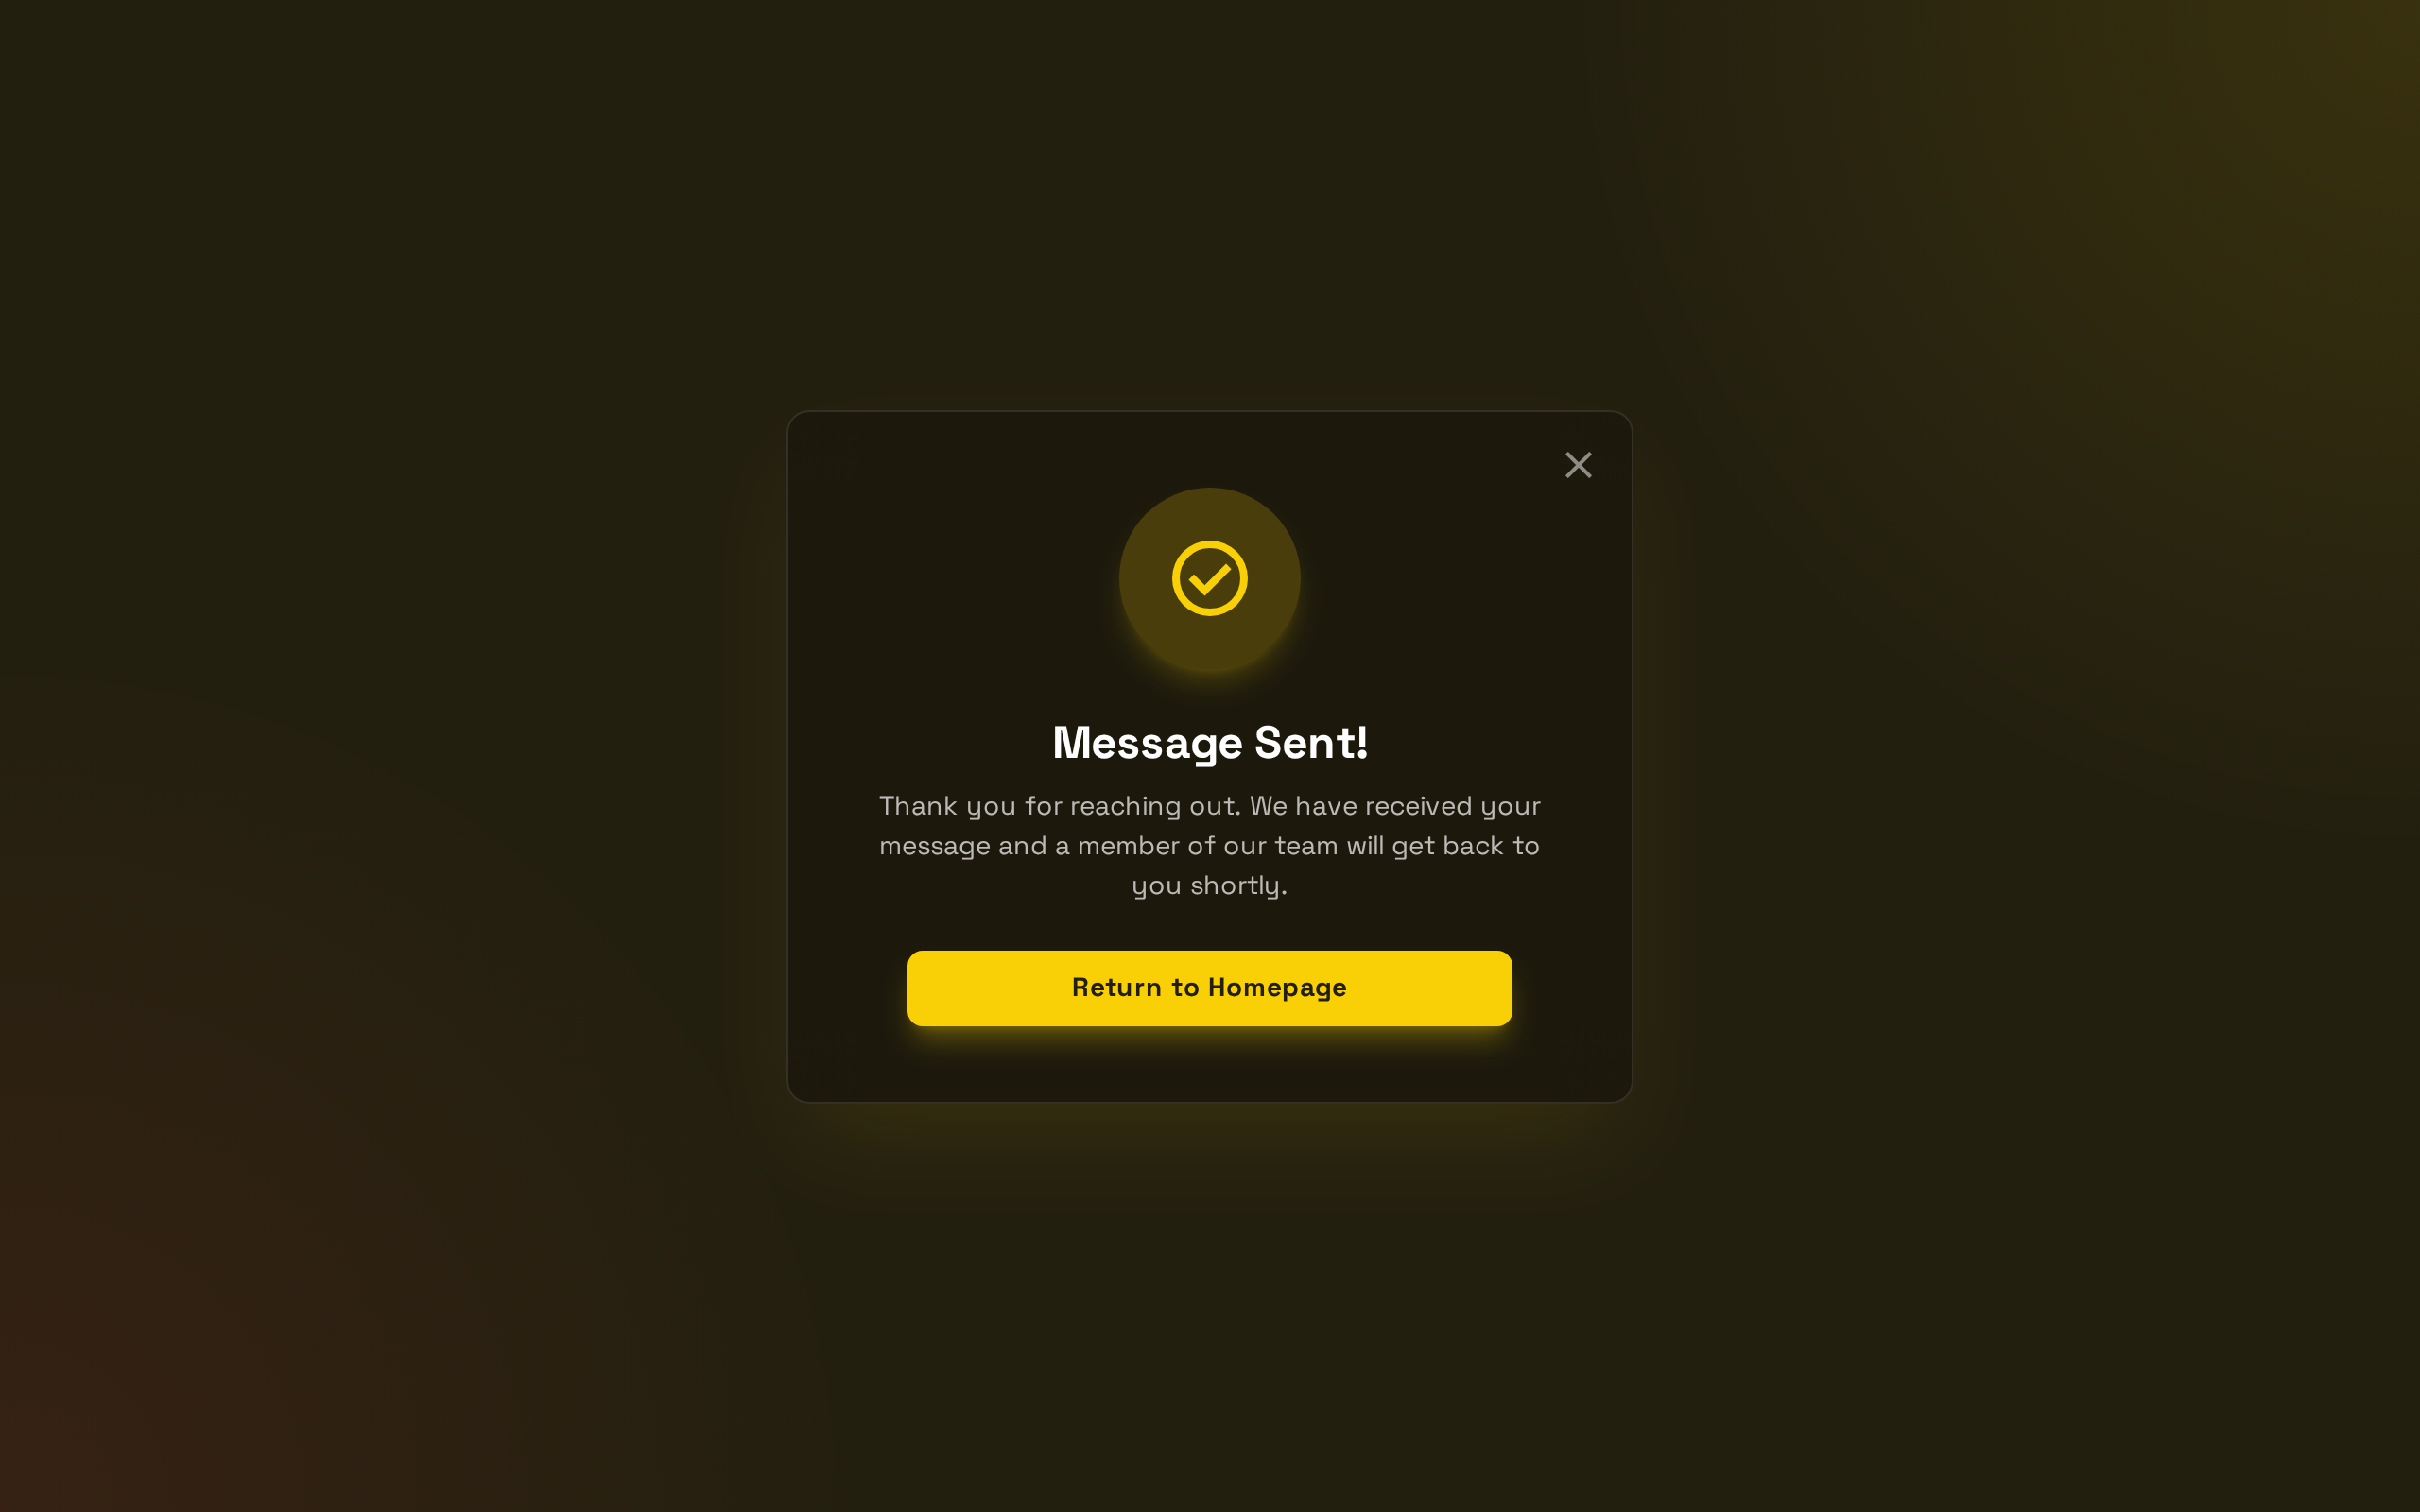 Message Sent!
Thank you for reaching out. We have received your
message and a member of our team will get back to
you shortly.
Return to Homepage